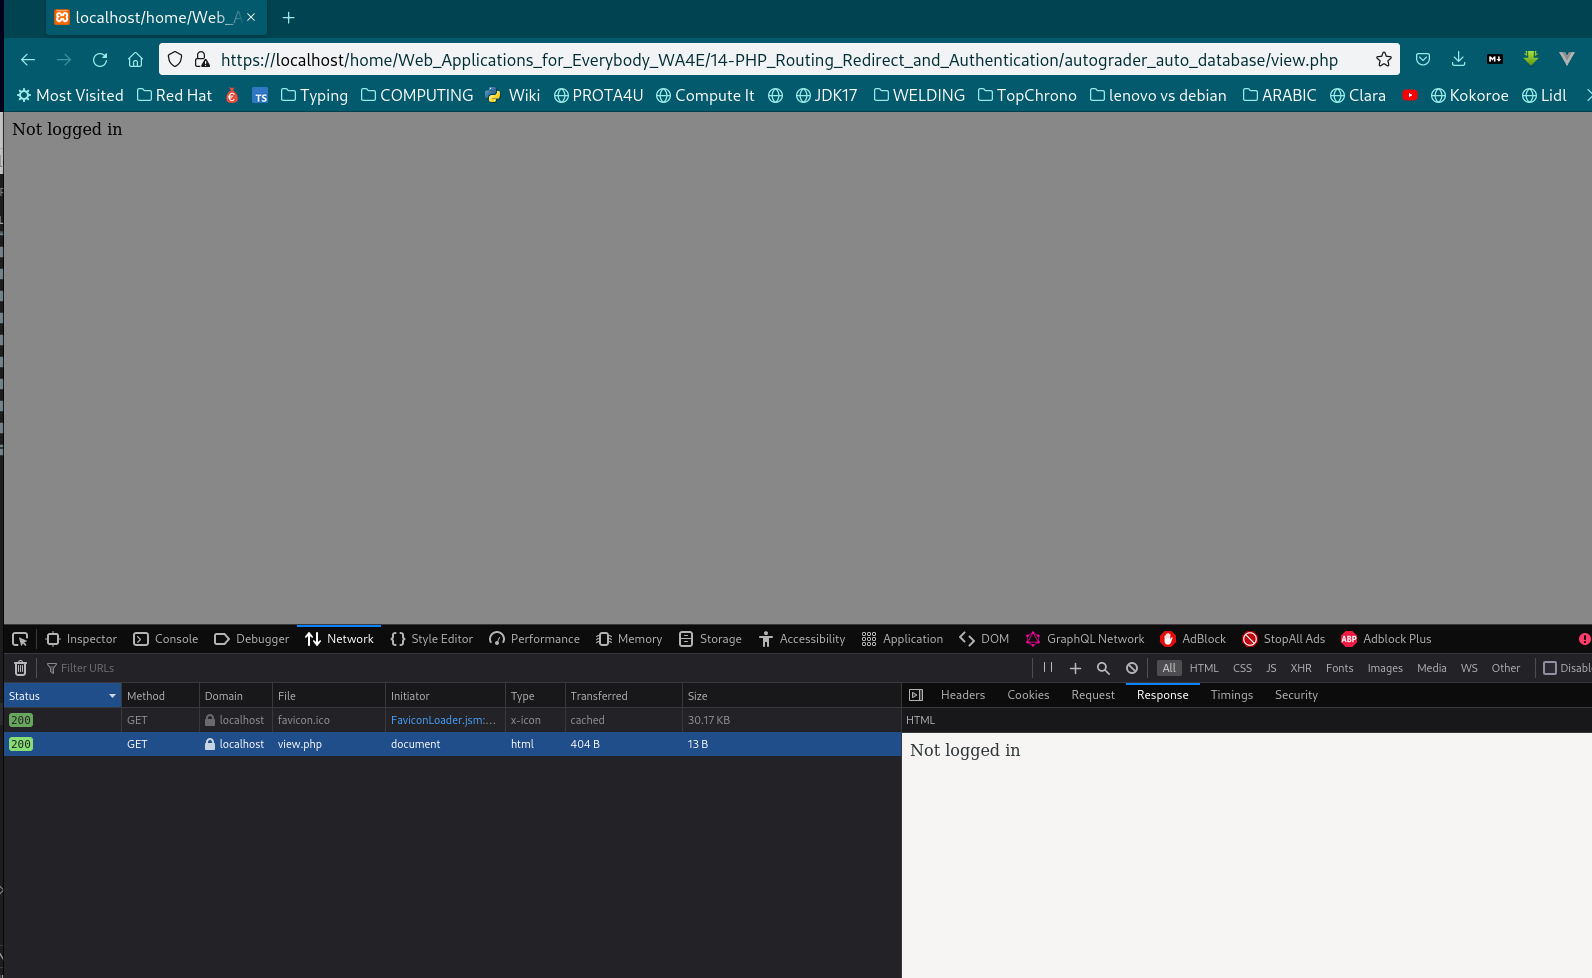 localhost/home/Web_A
https://localhost/home/Web_Applications_for_Everybody_WA4E/14-PHP_Routing_Redirect_and_Authentication/autograder_auto_database/view.php
Most Visited Red Hat TS Typing COMPUTING Wiki PROTA4U Compute It JDK17 WELDING TopChrono lenovo vs debian ARABIC Clara Kokoroe Lidl
Not logged in
Inspector Console Debugger Network Style Editor Performance Memory Storage Accessibility Application DOM GraphQL Network AdBlock StopAll Ads ABP Adblock Plus
Filter URLs All HTML CSS JS XHR Fonts Images Media WS Other Disabl
Status Method Domain File Initiator Type Transferred Size Headers Cookies Request Response Timings Security
200 GET localhost favicon.ico FaviconLoader.jsm:... x-icon cached 30.17 KB HTML
200 GET localhost view.php document html 404 B 13 B Not logged in